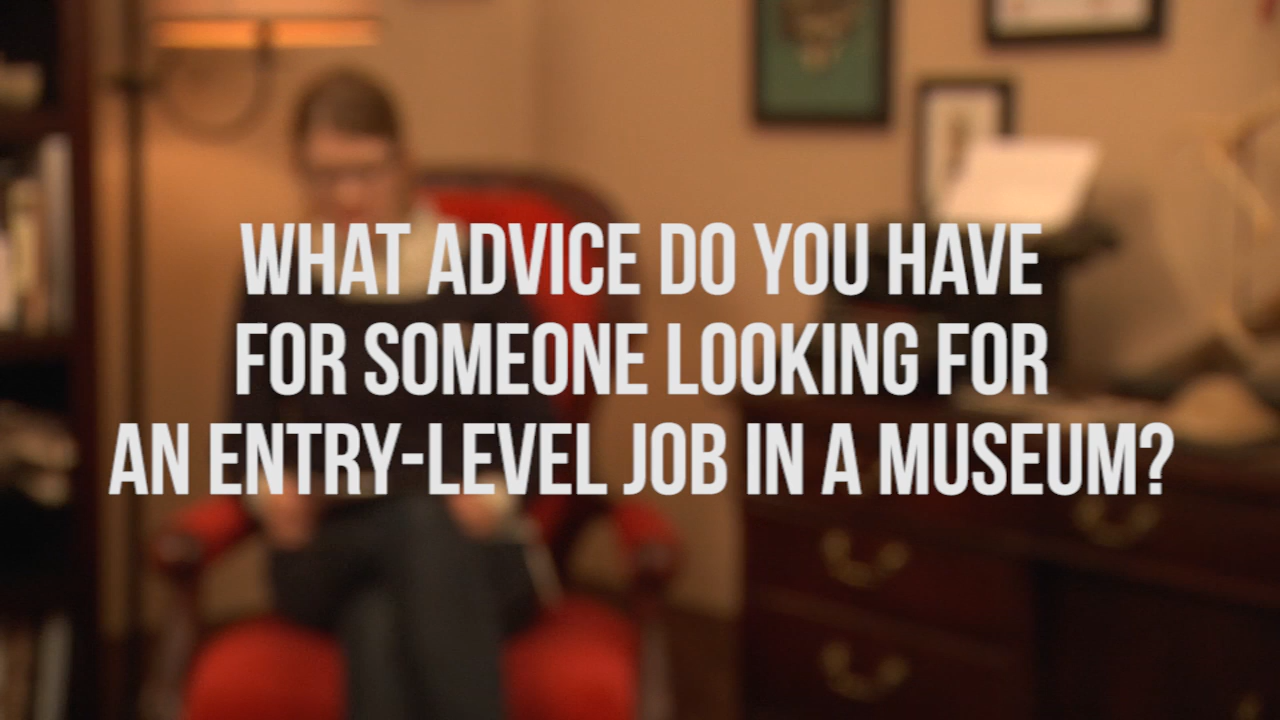 WHAT ADVICE DO YOU HAVE
FOR SOMEONE LOOKING FOR
AN ENTRY-LEVEL JOB IN A MUSEUM?